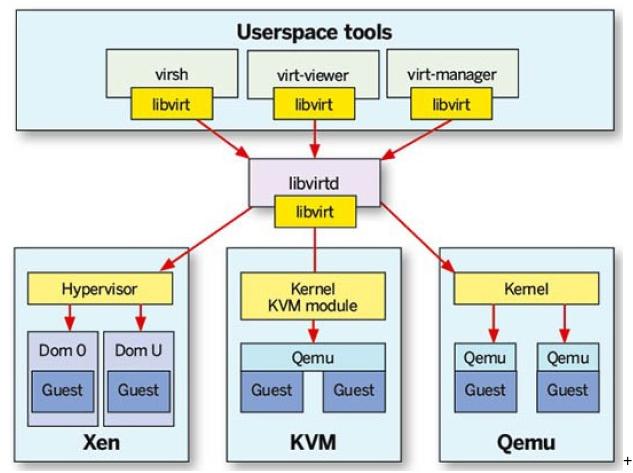 Userspace tools
virsh
virt-viewer
virt-manager
libvirt
libvirt
libvirt
libvirtd
libvirt
Hypervisor
Dom 0
Dom U
Guest
Guest
Xen
Kernel
KVM module
Qemu
Guest
Guest
KVM
Kernel
Qemu
Qemu
Guest
Guest
Qemu
+